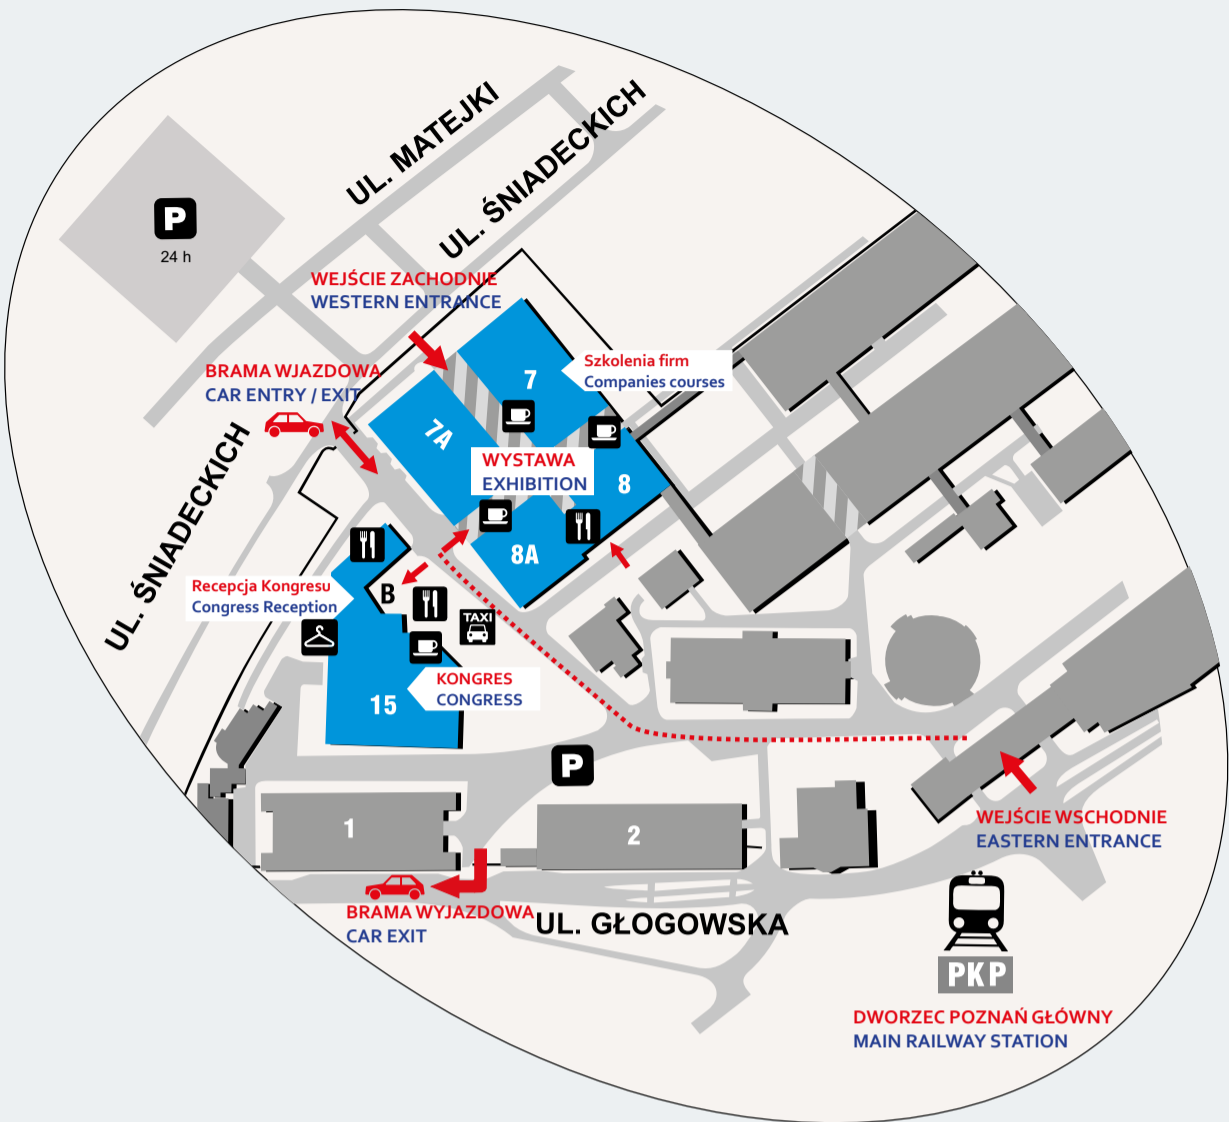 UL. MATEJKI
UL. ŚNIADECKICH
P
24 h
WEJŚCIE ZACHODNIE
WESTERN ENTRANCE
BRAMA WJAZDOWA
CAR ENTRY / EXIT
7
Szkolenia firm
Companies courses
7A
WYSTAWA
EXHIBITION
8
8A
UL. ŚNIADECKICH
Recepcja Kongresu
Congress Reception
B
TAXI
KONGRES
CONGRESS
15
P
1
2
WEJŚCIE WSCHODNIE
EASTERN ENTRANCE
BRAMA WYJAZDOWA
CAR EXIT
UL. GŁOGOWSKA
PKP
DWORZEC POZNAŃ GŁÓWNY
MAIN RAILWAY STATION